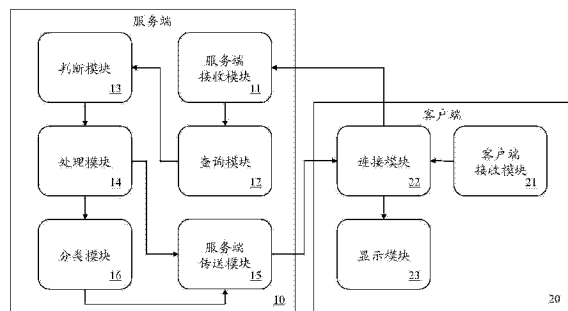 服务端
判断模块
13
服务端
接收模块
11
客户端
处理模块
14
查询模块
12
连接模块
22
客户端
接收模块
21
分类模块
16
服务端
传送模块
15
显示模块
23
10
20